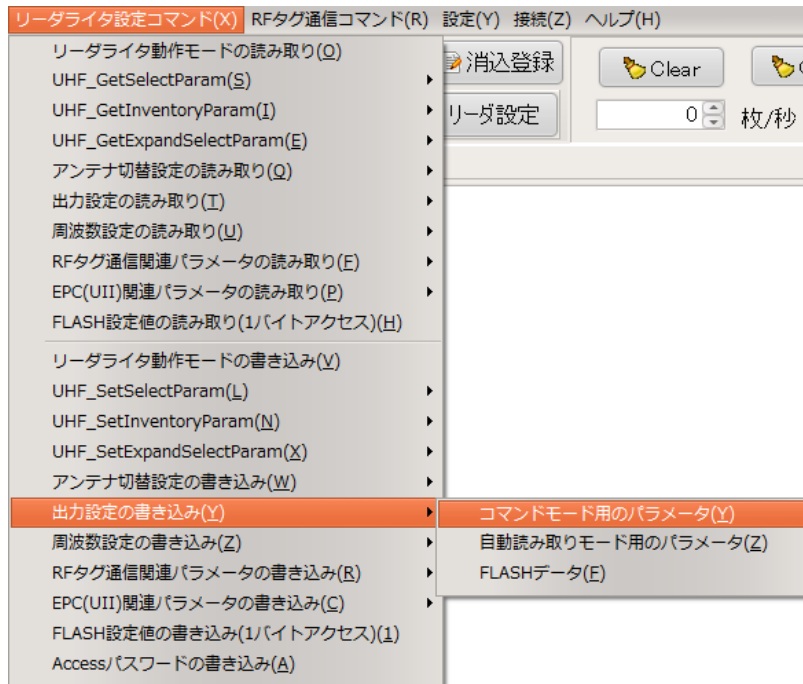 リーダライタ設定コマンド(X) RFタグ通信コマンド(R) 設定(Y) 接続(Z) ヘルプ(H)
消込登録 Clear
リーダ設定 0 枚/秒
リーダライタ動作モードの読み取り(O)
UHF_GetSelectParam(S)
UHF_GetInventoryParam(I)
UHF_GetExpandSelectParam(E)
アンテナ切替設定の読み取り(Q)
出力設定の読み取り(T)
周波数設定の読み取り(U)
RFタグ通信関連パラメータの読み取り(F)
EPC(UII)関連パラメータの読み取り(P)
FLASH設定値の読み取り(1バイトアクセス)(H)
リーダライタ動作モードの書き込み(V)
UHF_SetSelectParam(L)
UHF_SetInventoryParam(N)
UHF_SetExpandSelectParam(X)
アンテナ切替設定の書き込み(W)
出力設定の書き込み(Y)
コマンドモード用のパラメータ(Y)
周波数設定の書き込み(Z)
自動読み取りモード用のパラメータ(Z)
RFタグ通信関連パラメータの書き込み(R)
FLASHデータ(F)
EPC(UII)関連パラメータの書き込み(C)
FLASH設定値の書き込み(1バイトアクセス)(1)
Accessパスワードの書き込み(A)